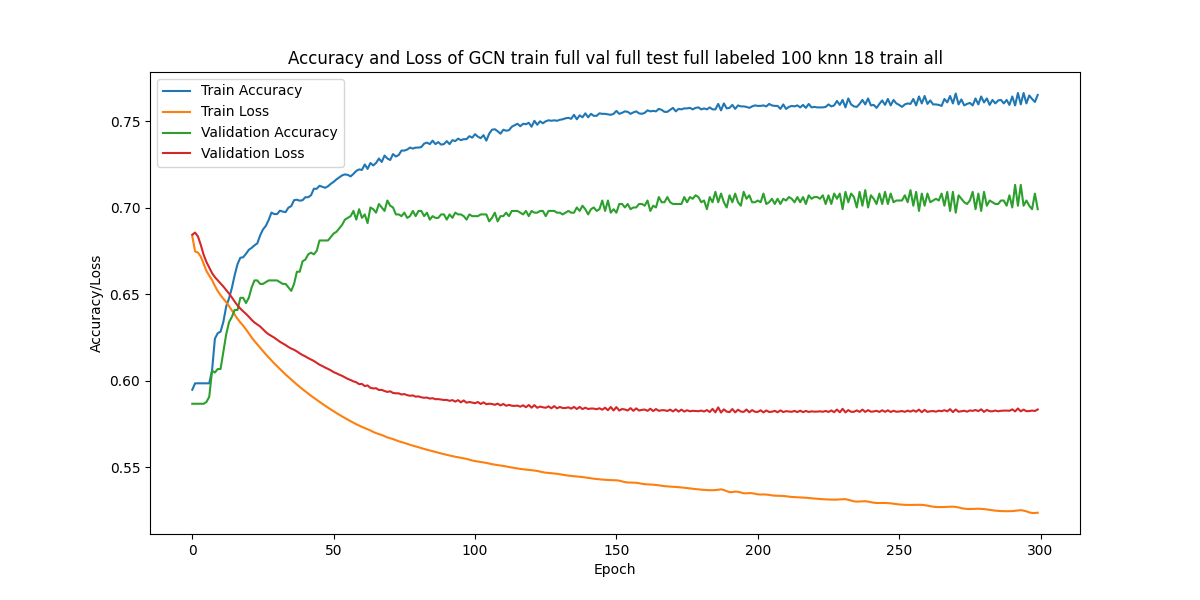 Accuracy and Loss of GCN train full val full test full labeled 100 knn 18 train all
Train Accuracy
Train Loss
Validation Accuracy
Validation Loss
0.75
0.70
0.65
0.60
0.55
Accuracy/Loss
0 50 100 150 200 250 300
Epoch